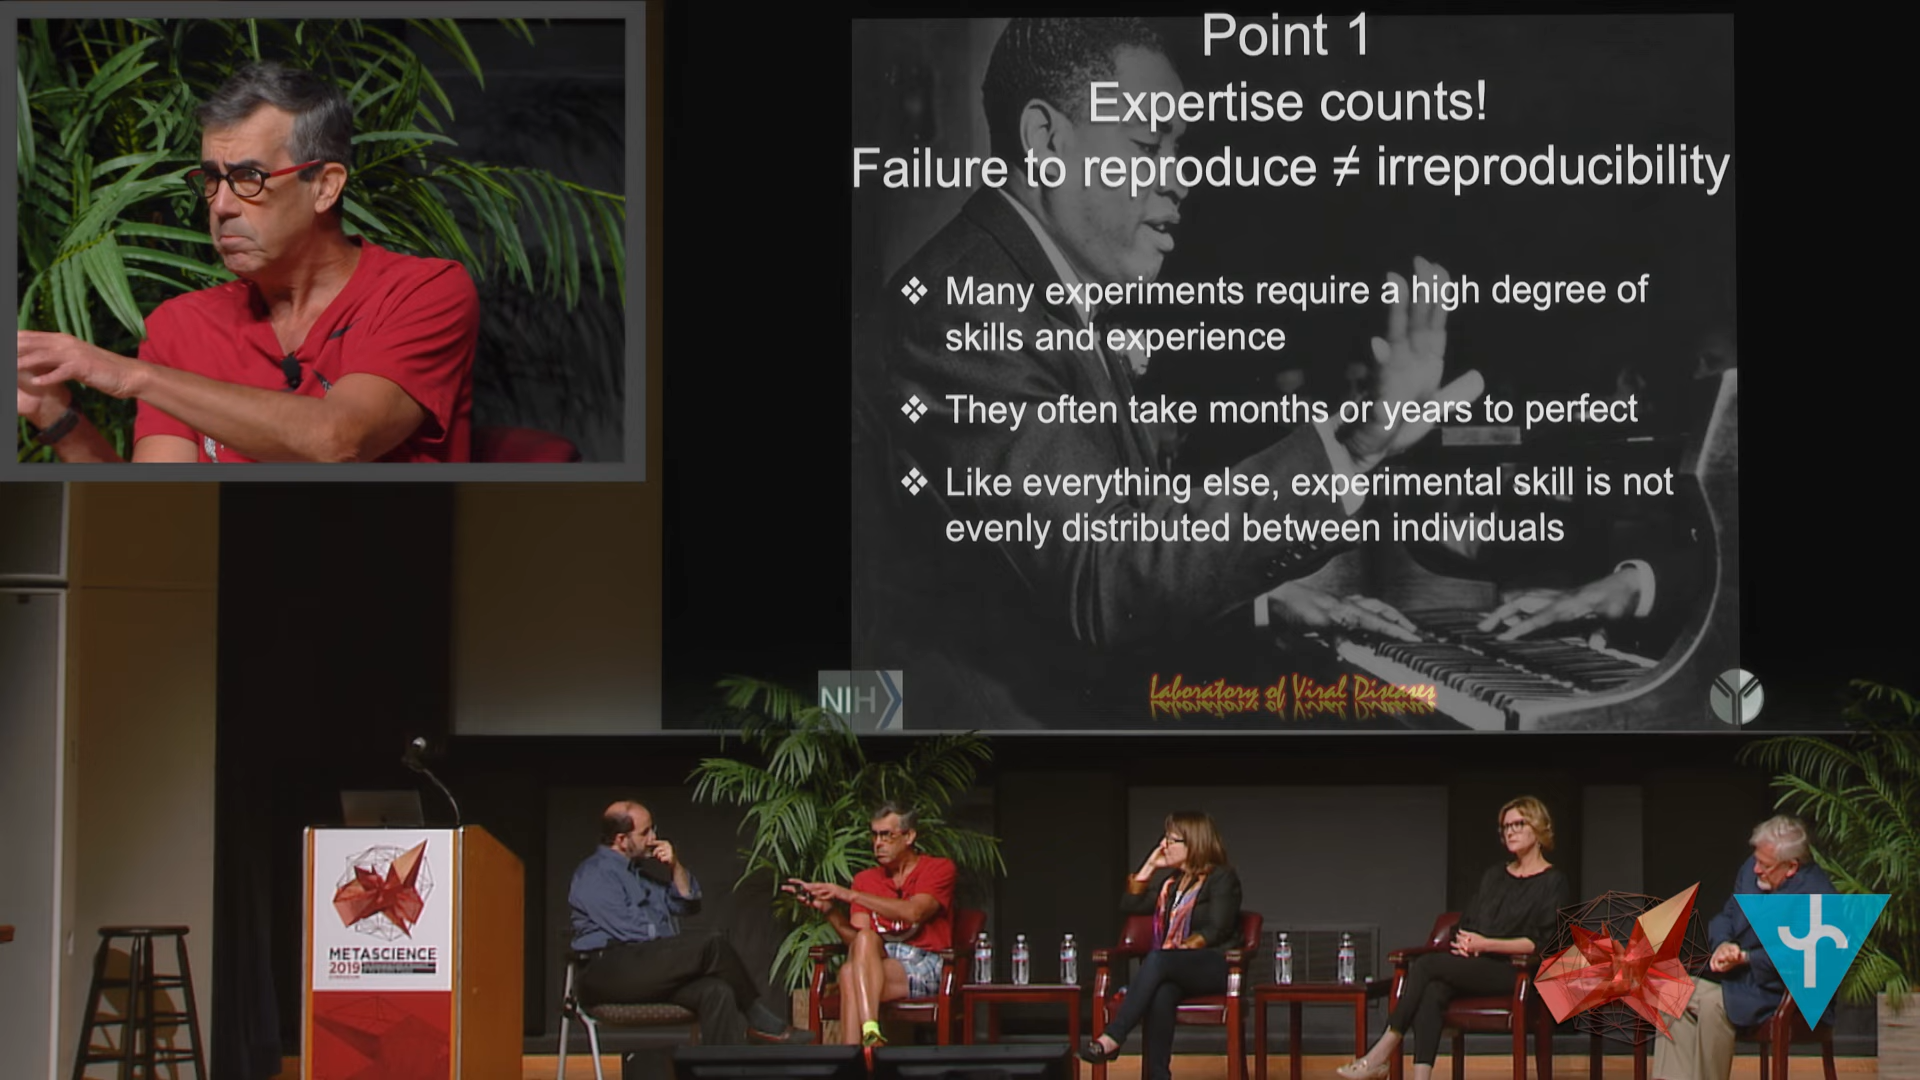 Point 1
Expertise counts!
Failure to reproduce ≠ irreproducibility
❖ Many experiments require a high degree of
skills and experience
❖ They often take months or years to perfect
❖ Like everything else, experimental skill is not
evenly distributed between individuals
NIH
Laboratory of Viral Diseases
METASCIENCE
2019
SYMPOSIUM